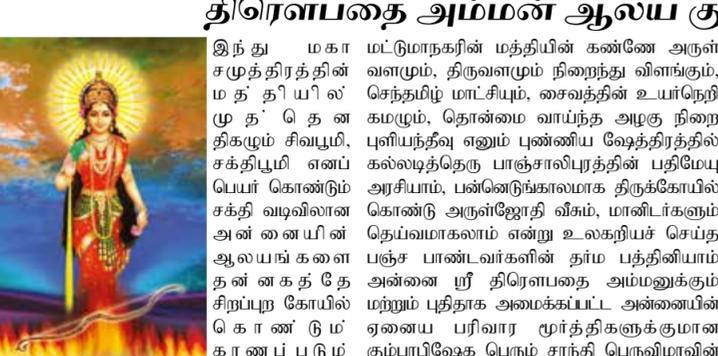 திரௌபதை அம்மன் ஆலய கு
இந்து மகா
சமுத்திரத்தின்
மத்தியில்
முத்தென
திகழும் சிவபூமி,
சக்திபூமி எனப்
பெயர் கொண்டும்
சக்தி வடிவிலான
அன்னையின்
ஆலயங்களை
தன்னகத்தே
சிறப்புற கோயில்
கொண்டும்
காணப்படும்
மட்டுமாநகரின் மத்தியின் கண்ணே அருள்
வளமும், திருவளமும் நிறைந்து விளங்கும்,
செந்தமிழ் மாட்சியும், சைவத்தின் உயர்நெறி
கமழும், தொன்மை வாய்ந்த அழகு நிறை
புளியந்தீவு எனும் புண்ணிய ஷேத்திரத்தில்
கல்லடித்தெரு பாஞ்சாலிபுரத்தின் பதிமேயு
அரசியாம், பன்னெடுங்காலமாக திருக்கோயில்
கொண்டு அருள்ஜோதி வீசும், மானிடர்களும்
தெய்வமாகலாம் என்று உலகறியச் செய்த
பஞ்ச பாண்டவர்களின் தர்ம பத்தினியாம்
அன்னை ஸ்ரீ திரௌபதை அம்மனுக்கும்
மற்றும் புதிதாக அமைக்கப்பட்ட அன்னையின்
ஏனைய பரிவார மூர்த்திகளுக்குமான
கும்பாபிஷேக பெரும் சாந்தி பெருவிமாவின்